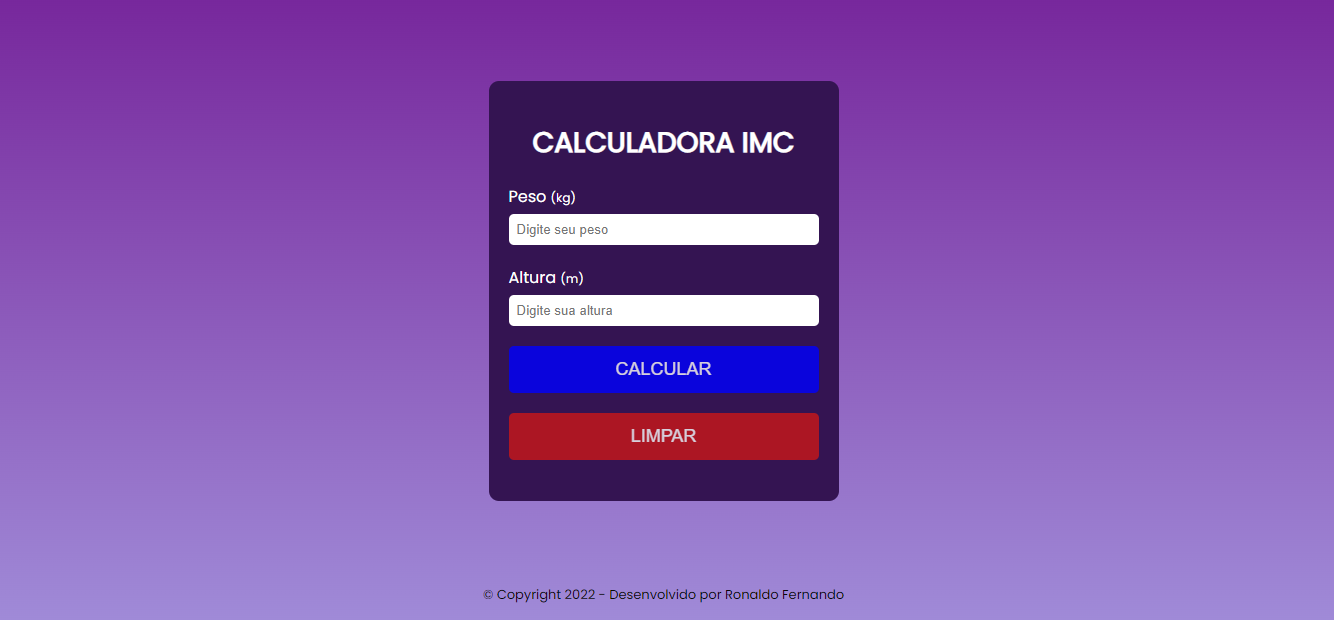 CALCULADORA IMC
Peso (kg)
Digite seu peso
Altura (m)
Digite sua altura
CALCULAR
LIMPAR
© Copyright 2022 - Desenvolvido por Ronaldo Fernando